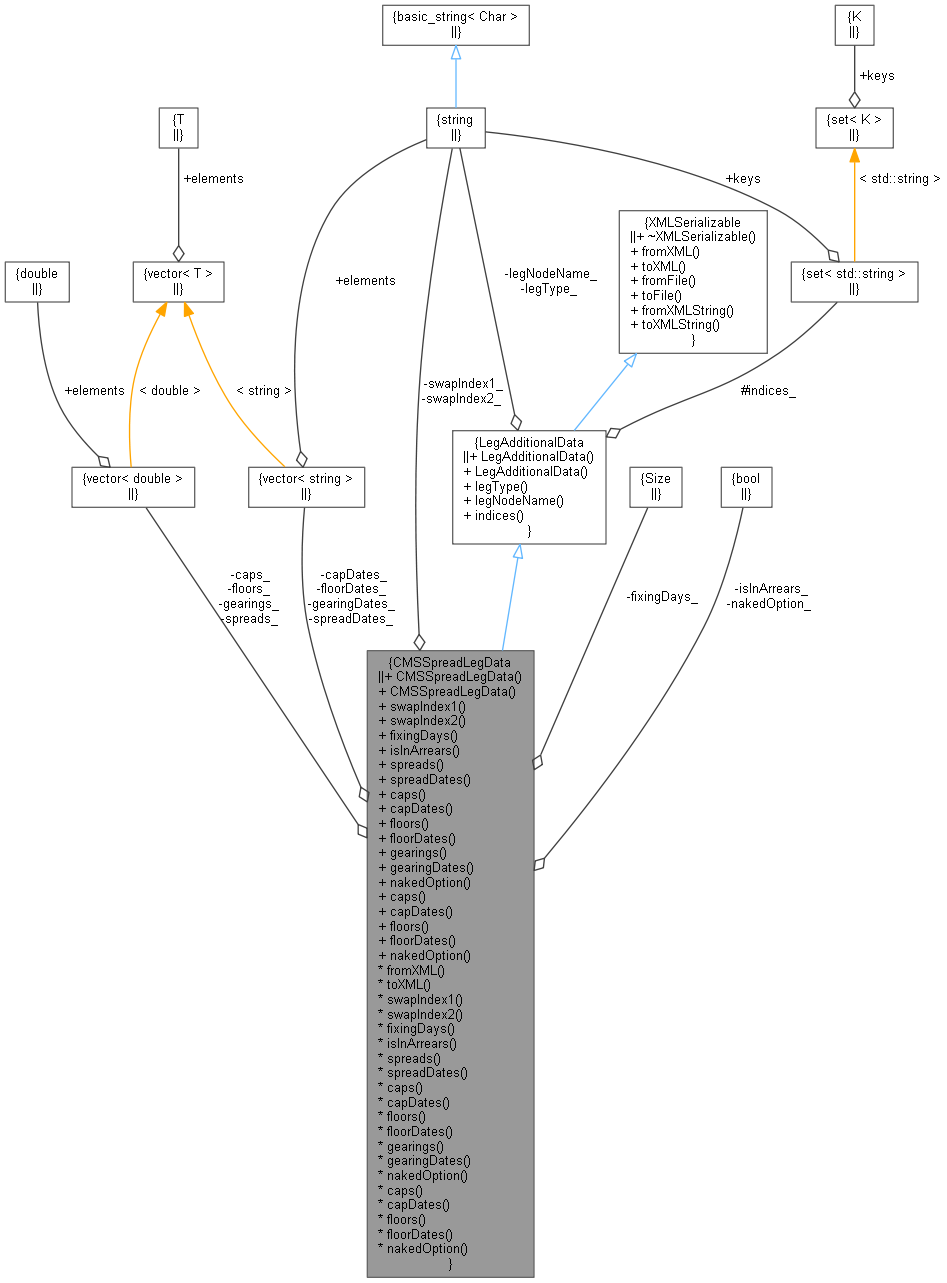 {basic_string< Char >
||}
{K
||}
+keys
{T
||}
{string
||}
{set< K >
||}
+elements
+keys
< std::string >
{XMLSerializable
||+ ~XMLSerializable()
+ fromXML()
+ toXML()
+ fromFile()
+ toFile()
+ fromXMLString()
+ toXMLString()
}
{double
||}
{vector< T >
||}
{set< std::string >
||}
+elements
-legNodeName_
-legType_
+elements
< double >
< string >
-swapIndex1_
-swapIndex2_
#indices_
{vector< double >
||}
{vector< string >
||}
{LegAdditionalData
||+ LegAdditionalData()
+ LegAdditionalData()
+ legType()
+ legNodeName()
+ indices()
}
{Size
||}
{bool
||}
-caps_
-floors_
-gearings_
-spreads_
-capDates_
-floorDates_
-gearingDates_
-spreadDates_
-fixingDays_
-isInArrears_
-nakedOption_
{CMSSpreadLegData
||+ CMSSpreadLegData()
+ CMSSpreadLegData()
+ swapIndex1()
+ swapIndex2()
+ fixingDays()
+ isInArrears()
+ spreads()
+ spreadDates()
+ caps()
+ capDates()
+ floors()
+ floorDates()
+ gearings()
+ gearingDates()
+ nakedOption()
+ caps()
+ capDates()
+ floors()
+ floorDates()
+ nakedOption()
* fromXML()
* toXML()
* swapIndex1()
* swapIndex2()
* fixingDays()
* isInArrears()
* spreads()
* spreadDates()
* caps()
* capDates()
* floors()
* floorDates()
* gearings()
* gearingDates()
* nakedOption()
* caps()
* capDates()
* floors()
* floorDates()
* nakedOption()
}